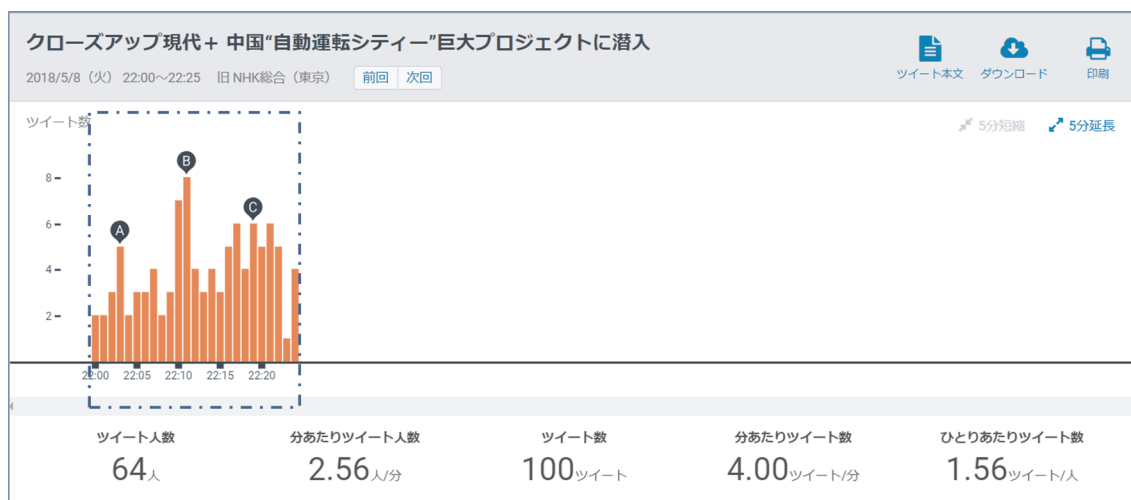 クローズアップ現代＋ 中国“自動運転シティー”巨大プロジェクトに潜入
2018/5/8（火） 22:00～22:25 旧 NHK総合（東京） 前回 次回
ツイート本文 ダウンロード 印刷
ツイート数
5分短縮 5分延長
8
6
4
2
A
B
C
22:00 22:05 22:10 22:15 22:20
ツイート人数 分あたりツイート人数 ツイート数 分あたりツイート数 ひとりあたりツイート数
64人 2.56人/分 100ツイート 4.00ツイート/分 1.56ツイート/人